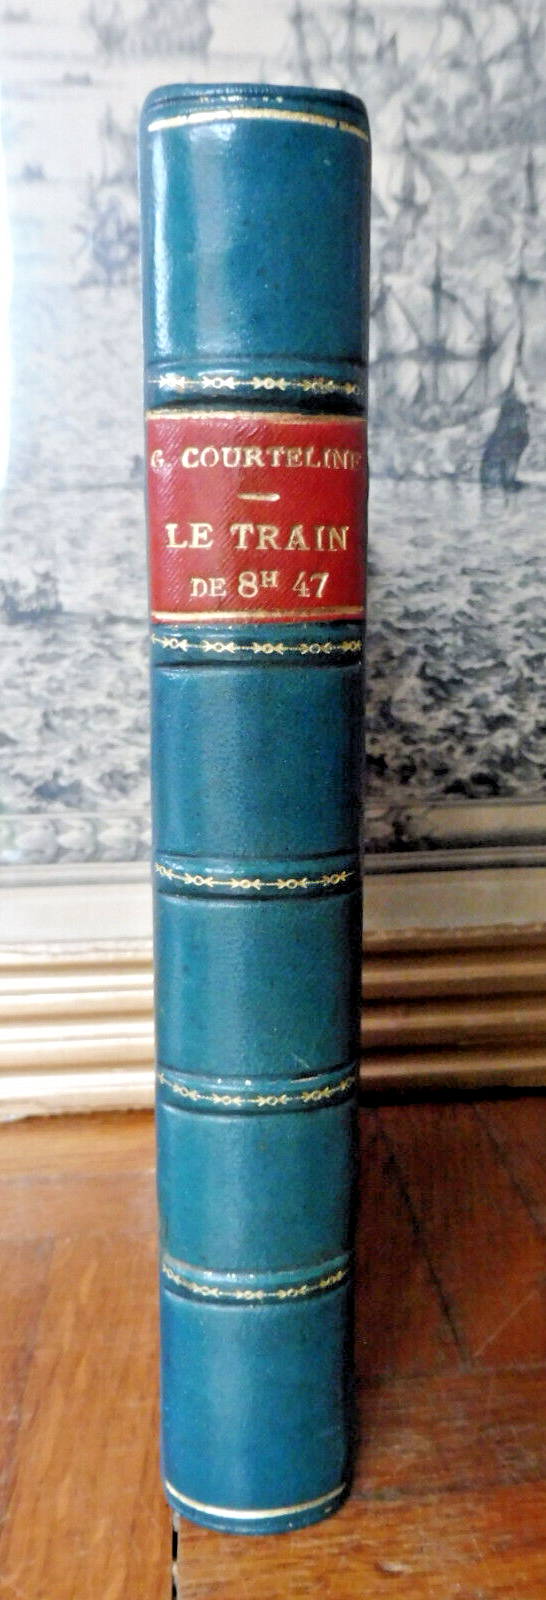 G. COURTELINE
LE TRAIN
DE 8H 47